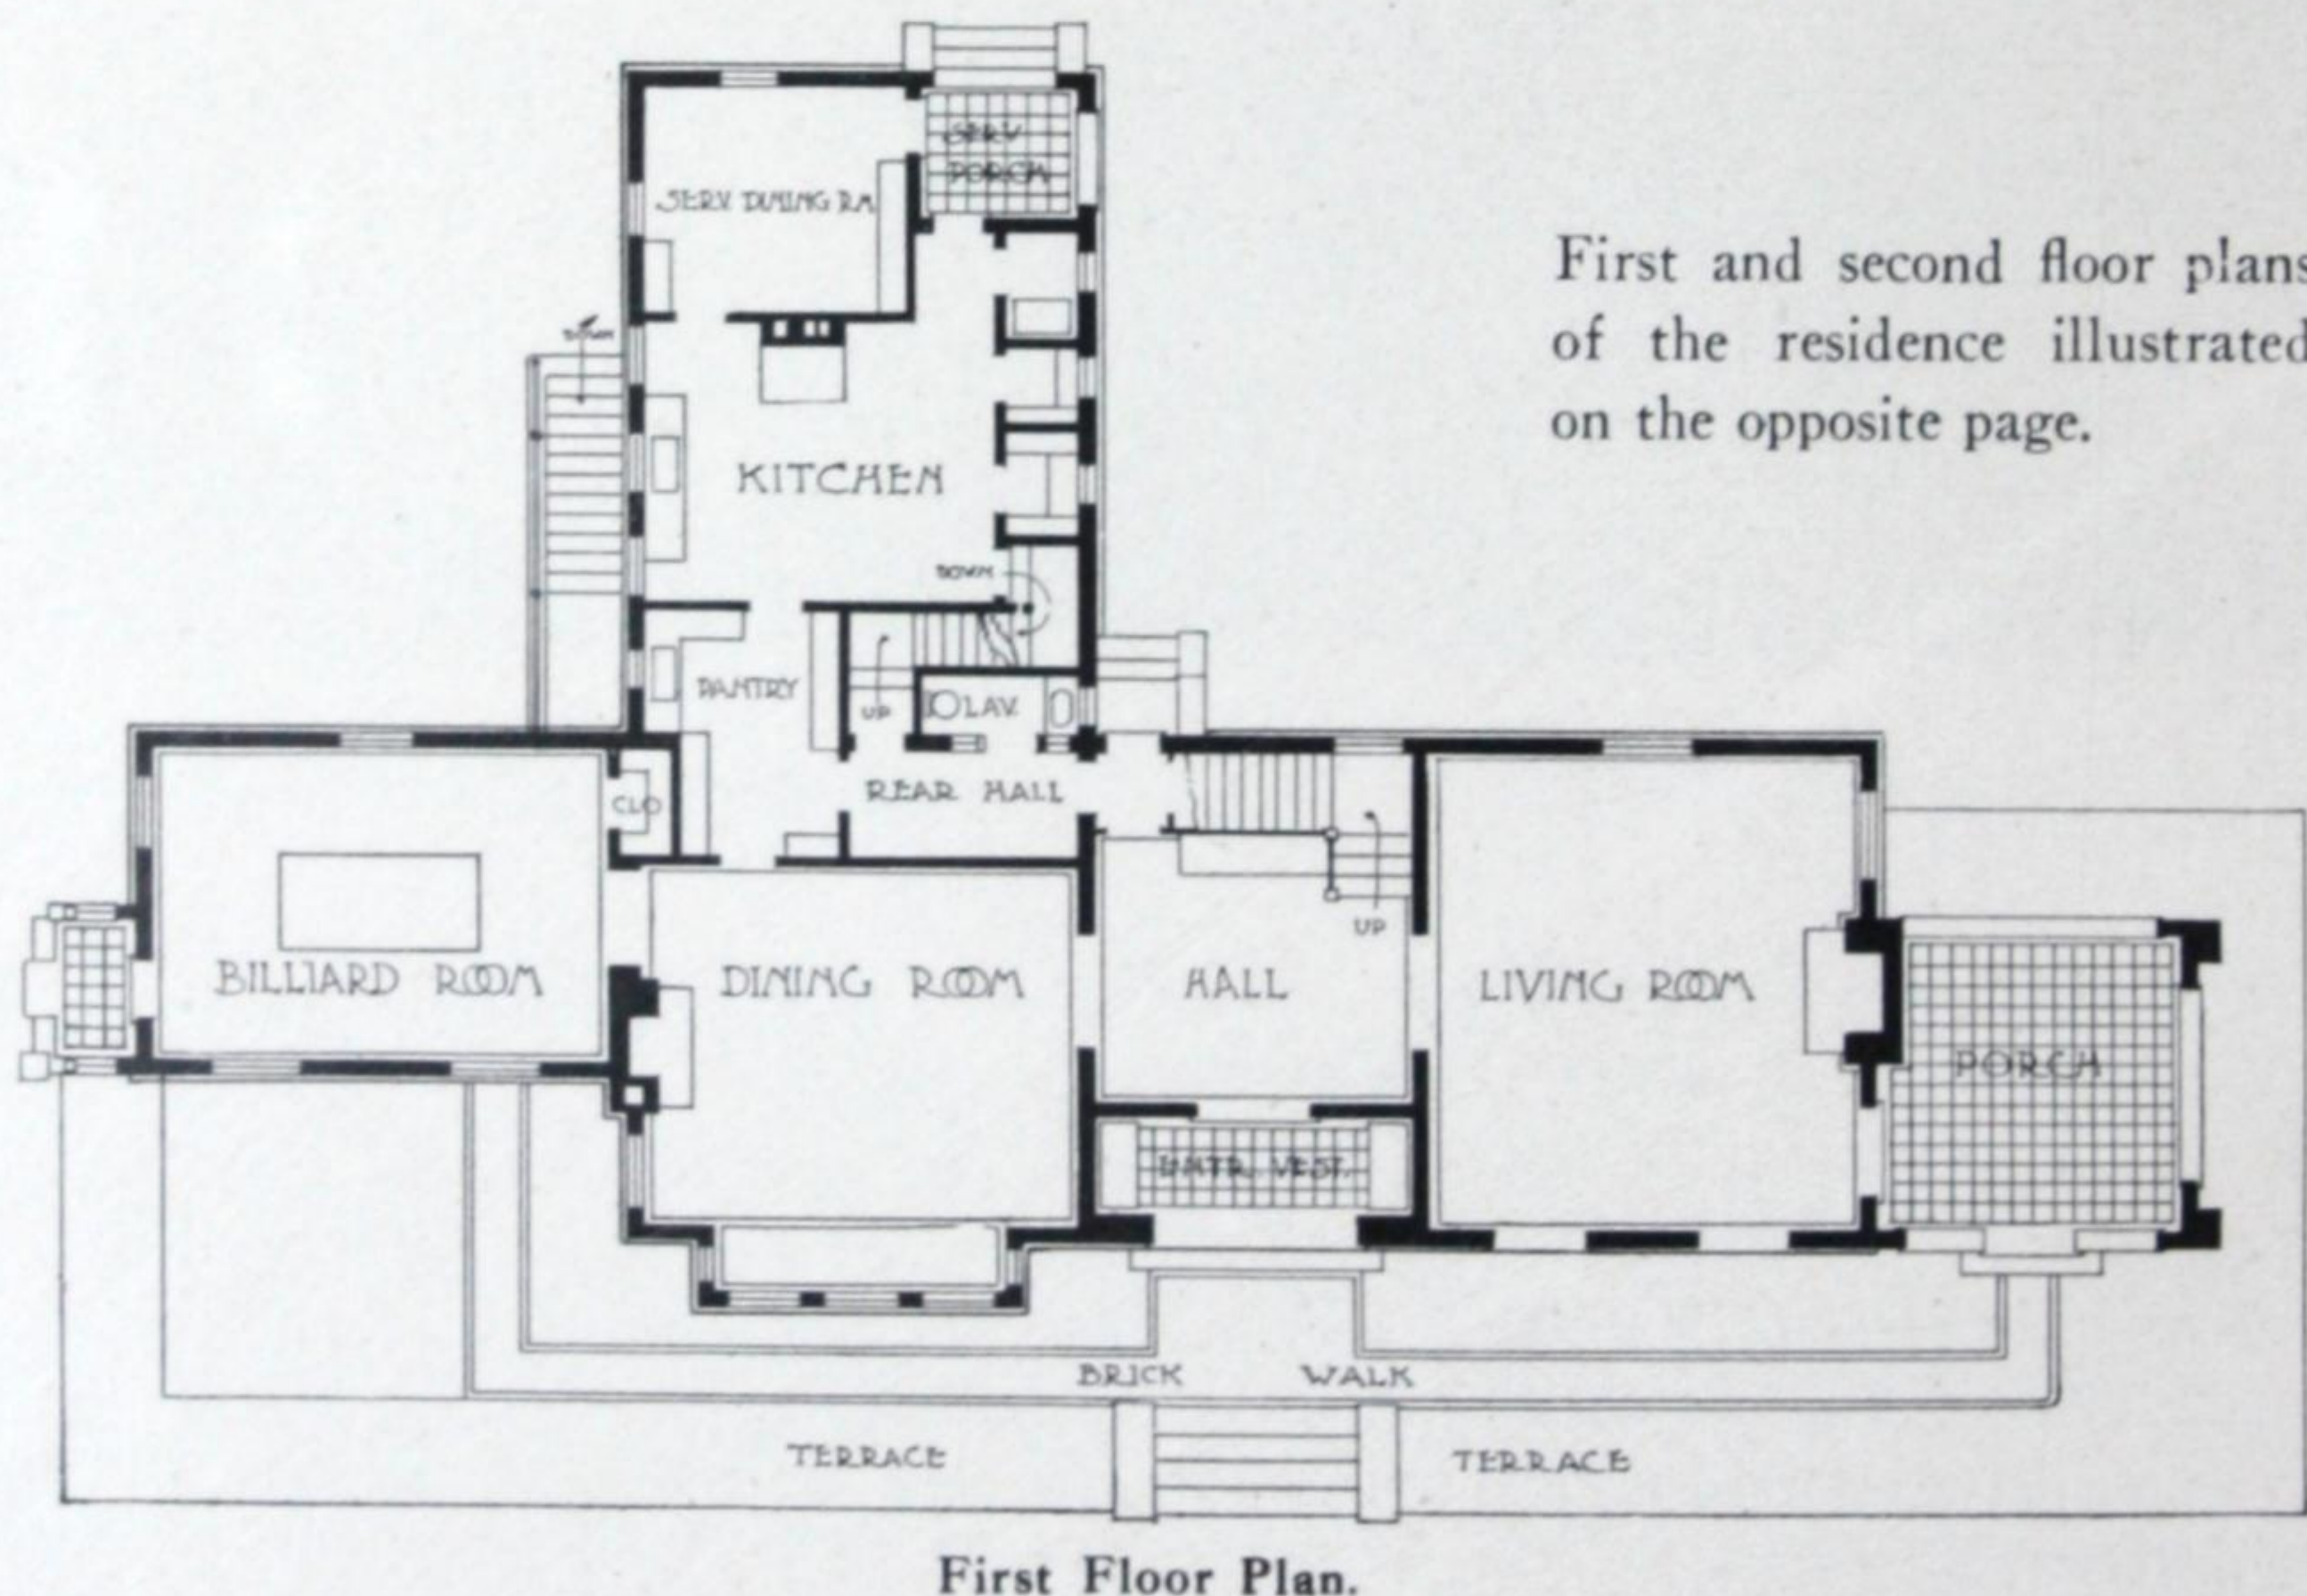 SERV.
PORCH
SERV. DINING RM
First and second floor plans
of the residence illustrated
on the opposite page.
DOWN
KITCHEN
DOWN
PANTRY
UP
LAV.
CLO
REAR HALL
UP
BILLIARD ROOM
DINING ROOM
HALL
LIVING ROOM
PORCH
ENTR. VEST.
BRICK WALK
TERRACE
TERRACE
First Floor Plan.